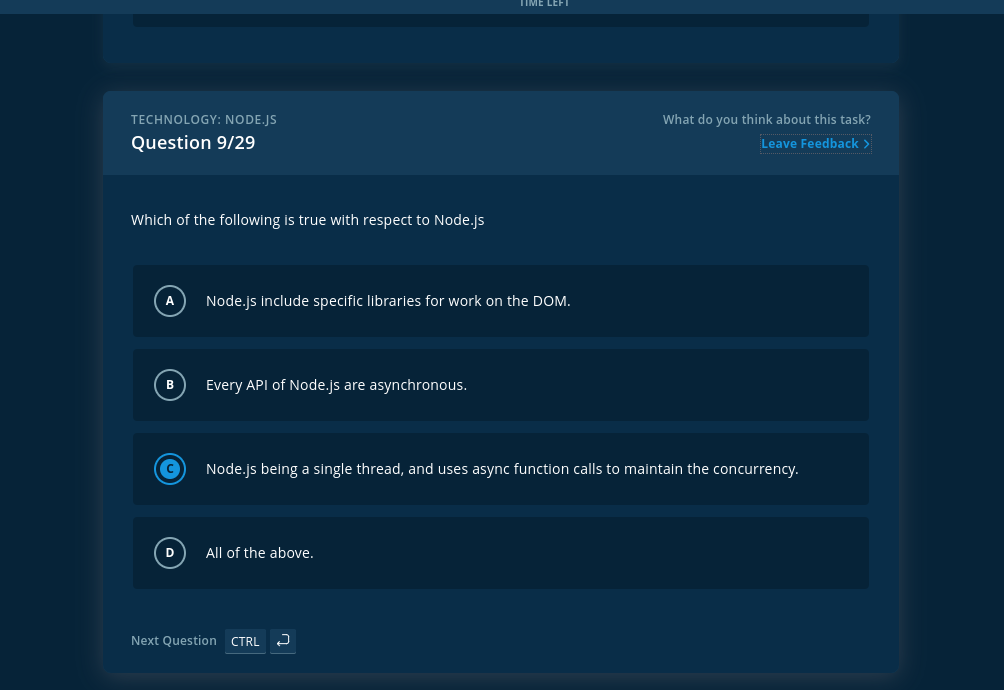 TIME LEFT
TECHNOLOGY: NODE.JS
What do you think about this task?
Question 9/29
Leave Feedback
Which of the following is true with respect to Node.js
A
Node.js include specific libraries for work on the DOM.
B
Every API of Node.js are asynchronous.
C
Node.js being a single thread, and uses async function calls to maintain the concurrency.
D
All of the above.
Next Question CTRL